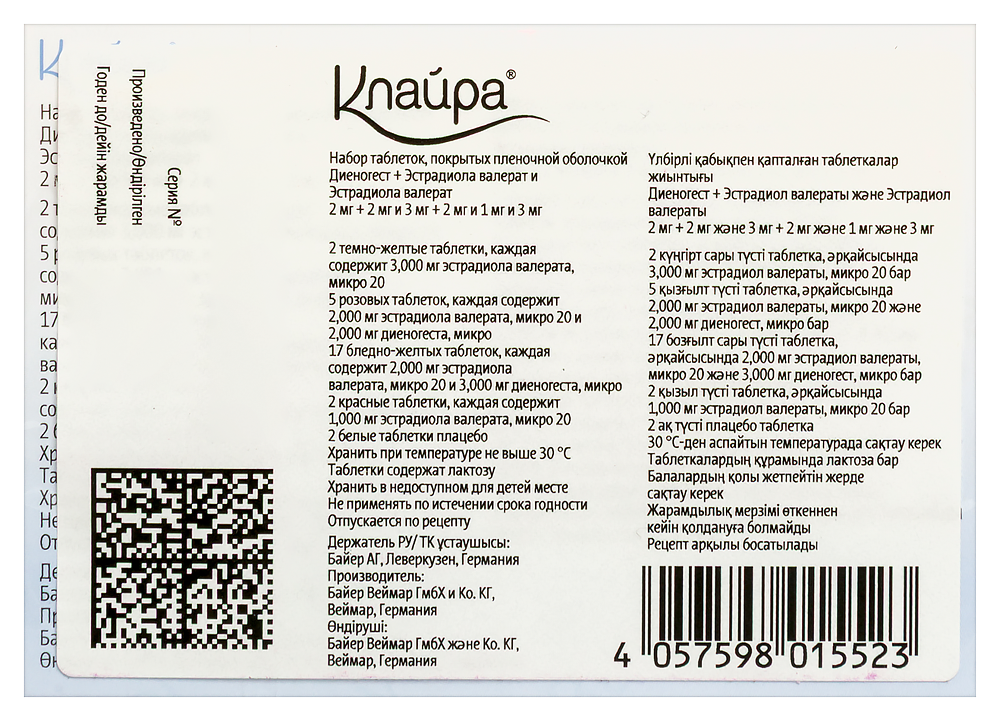 Клайра®
Набор таблеток, покрытых пленочной оболочкой
Диеногест + Эстрадиола валерат и
Эстрадиола валерат
2 мг + 2 мг и 3 мг + 2 мг и 1 мг и 3 мг
2 темно-желтые таблетки, каждая
содержит 3,000 мг эстрадиола валерата,
микро 20
5 розовых таблеток, каждая содержит
2,000 мг эстрадиола валерата, микро 20 и
2,000 мг диеногеста, микро
17 бледно-желтых таблеток, каждая
содержит 2,000 мг эстрадиола
валерата, микро 20 и 3,000 мг диеногеста, микро
2 красные таблетки, каждая содержит
1,000 мг эстрадиола валерата, микро 20
2 белые таблетки плацебо
Хранить при температуре не выше 30 °C
Таблетки содержат лактозу
Хранить в недоступном для детей месте
Не применять по истечении срока годности
Отпускается по рецепту
Держатель РУ/ ТК ұстаушысы:
Байер АГ, Леверкузен, Германия
Производитель:
Байер Веймар ГмбХ и Ко. КГ,
Веймар, Германия
Өндіруші:
Байер Веймар ГмбХ және Ко. КГ,
Веймар, Германия
Үлбірлі қабықпен қапталған таблеткалар
жиынтығы
Диеногест + Эстрадиол валераты және Эстрадиол
валераты
2 мг + 2 мг және 3 мг + 2 мг және 1 мг және 3 мг
2 күңгірт сары түсті таблетка, әрқайсысында
3,000 мг эстрадиол валераты, микро 20 бар
5 қызғылт түсті таблетка, әрқайсысында
2,000 мг эстрадиол валераты, микро 20 және
2,000 мг диеногест, микро бар
17 бозғылт сары түсті таблетка,
әрқайсысында 2,000 мг эстрадиол валераты,
микро 20 және 3,000 мг диеногест, микро бар
2 қызыл түсті таблетка, әрқайсысында
1,000 мг эстрадиол валераты, микро 20 бар
2 ақ түсті плацебо таблетка
30 °C-ден аспайтын температурада сақтау керек
Таблеткалардың құрамында лактоза бар
Балалардың қолы жетпейтін жерде
сақтау керек
Жарамдылық мерзімі өткеннен
кейін қолдануға болмайды
Рецепт арқылы босатылады
Серия №
Произведено/Өндірілген
Годен до/дейін жарамды
4 057598 015523